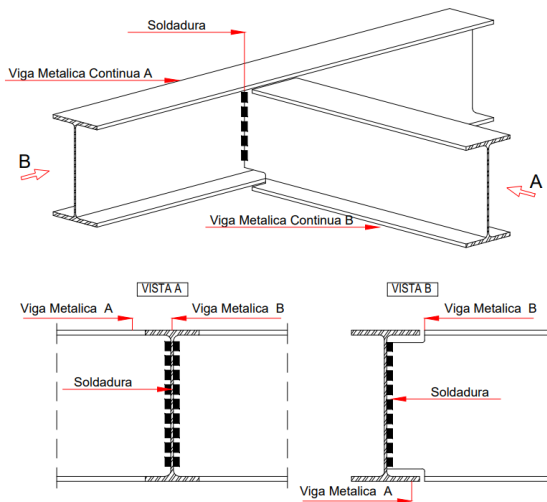 Soldadura
Viga Metalica Continua A
B
A
Viga Metalica Continua B
VISTA A
VISTA B
Viga Metalica A
Viga Metalica B
Viga Metalica B
Soldadura
Soldadura
Viga Metalica A